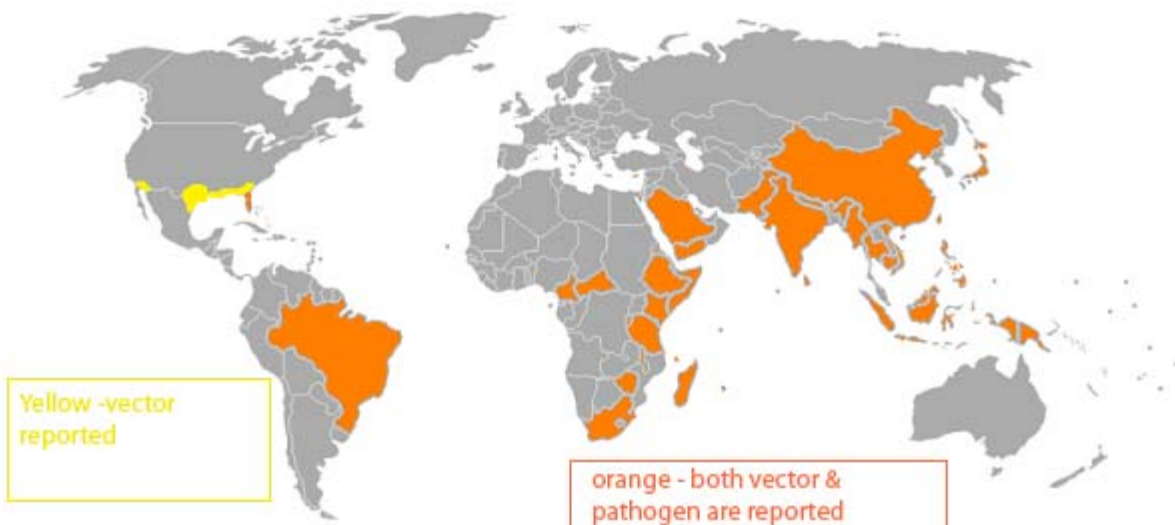 Yellow -vector
reported
orange - both vector &
pathogen are reported